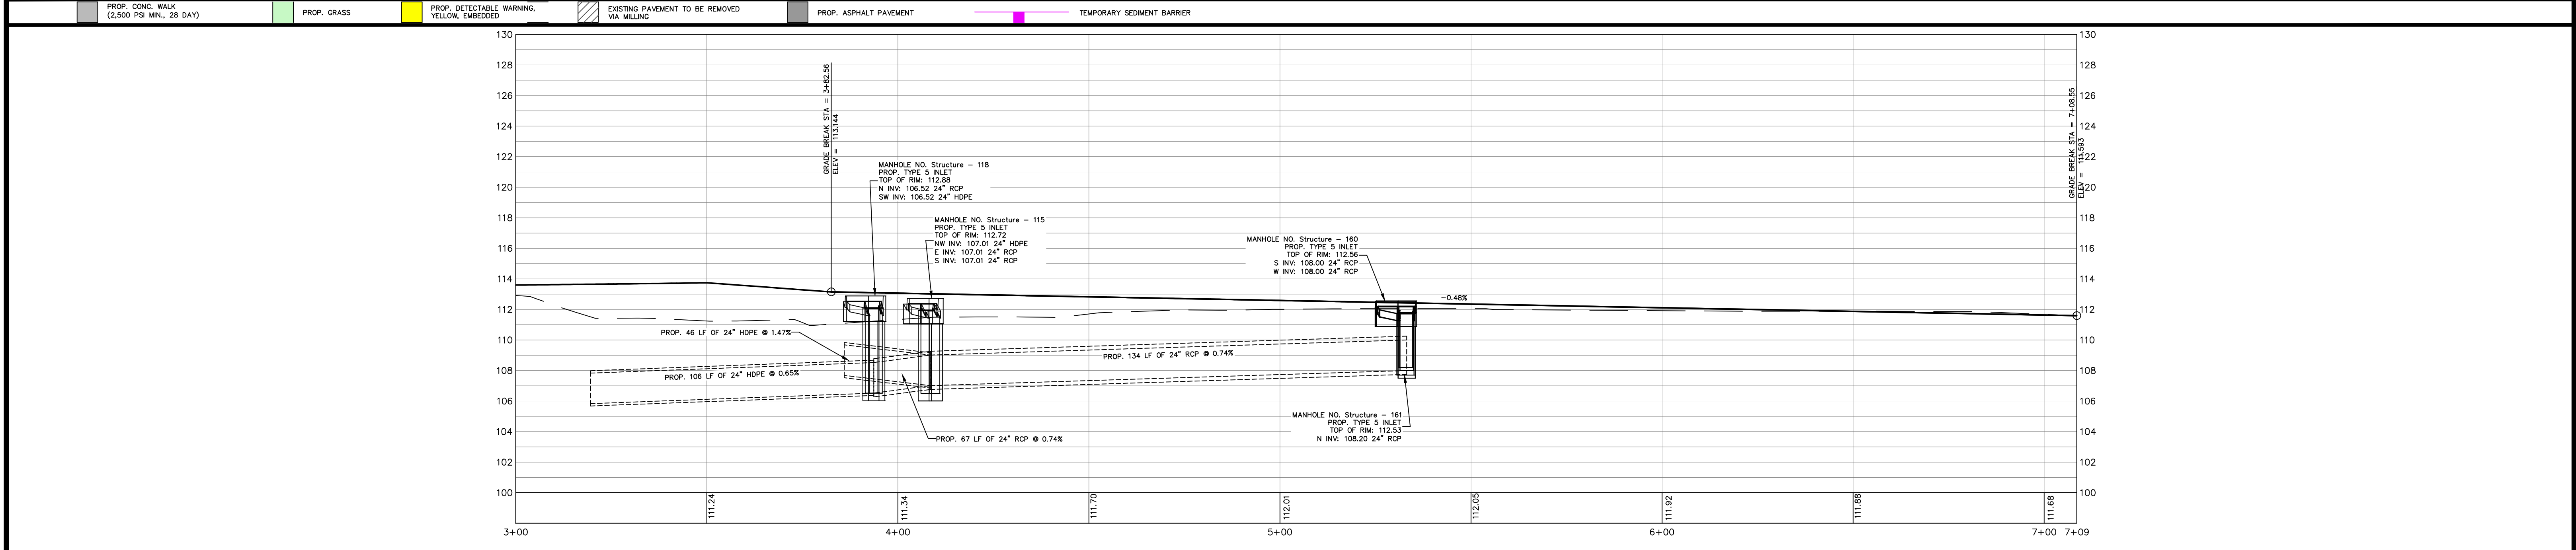 PROP. CONC. WALK
(2,500 PSI MIN., 28 DAY)
PROP. GRASS
PROP. DETECTABLE WARNING,
YELLOW, EMBEDDED
EXISTING PAVEMENT TO BE REMOVED
VIA MILLING
PROP. ASPHALT PAVEMENT
TEMPORARY SEDIMENT BARRIER
130
128
126
124
122
120
118
116
114
112
110
108
106
104
102
100
GRADE BREAK STA = 3+82.56
ELEV = 113.144
MANHOLE NO. Structure - 118
PROP. TYPE 5 INLET
TOP OF RIM: 112.88
N INV: 106.52 24" RCP
SW INV: 106.52 24" HDPE
MANHOLE NO. Structure - 115
PROP. TYPE 5 INLET
TOP OF RIM: 112.72
NW INV: 107.01 24" HDPE
E INV: 107.01 24" RCP
S INV: 107.01 24" RCP
MANHOLE NO. Structure - 160
PROP. TYPE 5 INLET
TOP OF RIM: 112.56
S INV: 108.00 24" RCP
W INV: 108.00 24" RCP
-0.48%
PROP. 46 LF OF 24" HDPE @ 1.47%
PROP. 106 LF OF 24" HDPE @ 0.65%
PROP. 134 LF OF 24" RCP @ 0.74%
PROP. 67 LF OF 24" RCP @ 0.74%
MANHOLE NO. Structure - 161
PROP. TYPE 5 INLET
TOP OF RIM: 112.53
N INV: 108.20 24" RCP
GRADE BREAK STA = 7+08.55
ELEV = 111.593
130
128
126
124
122
120
118
116
114
112
110
108
106
104
102
100
111.24
111.34
111.70
112.01
112.05
111.92
111.88
111.68
3+00
4+00
5+00
6+00
7+00
7+09